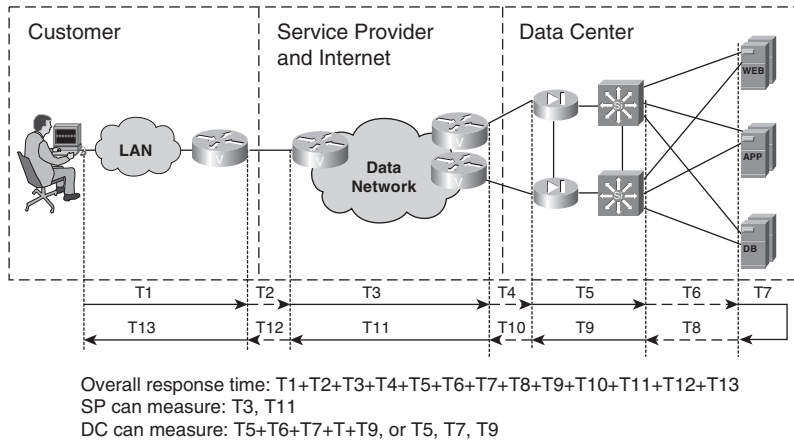 Customer
Service Provider
and Internet
Data Center
LAN
V
V
Data
Network
V
V
SI
SI
WEB
APP
DB
T1
T2
T3
T4
T5
T6
T7
T13
T12
T11
T10
T9
T8
Overall response time: T1+T2+T3+T4+T5+T6+T7+T8+T9+T10+T11+T12+T13
SP can measure: T3, T11
DC can measure: T5+T6+T7+T+T9, or T5, T7, T9